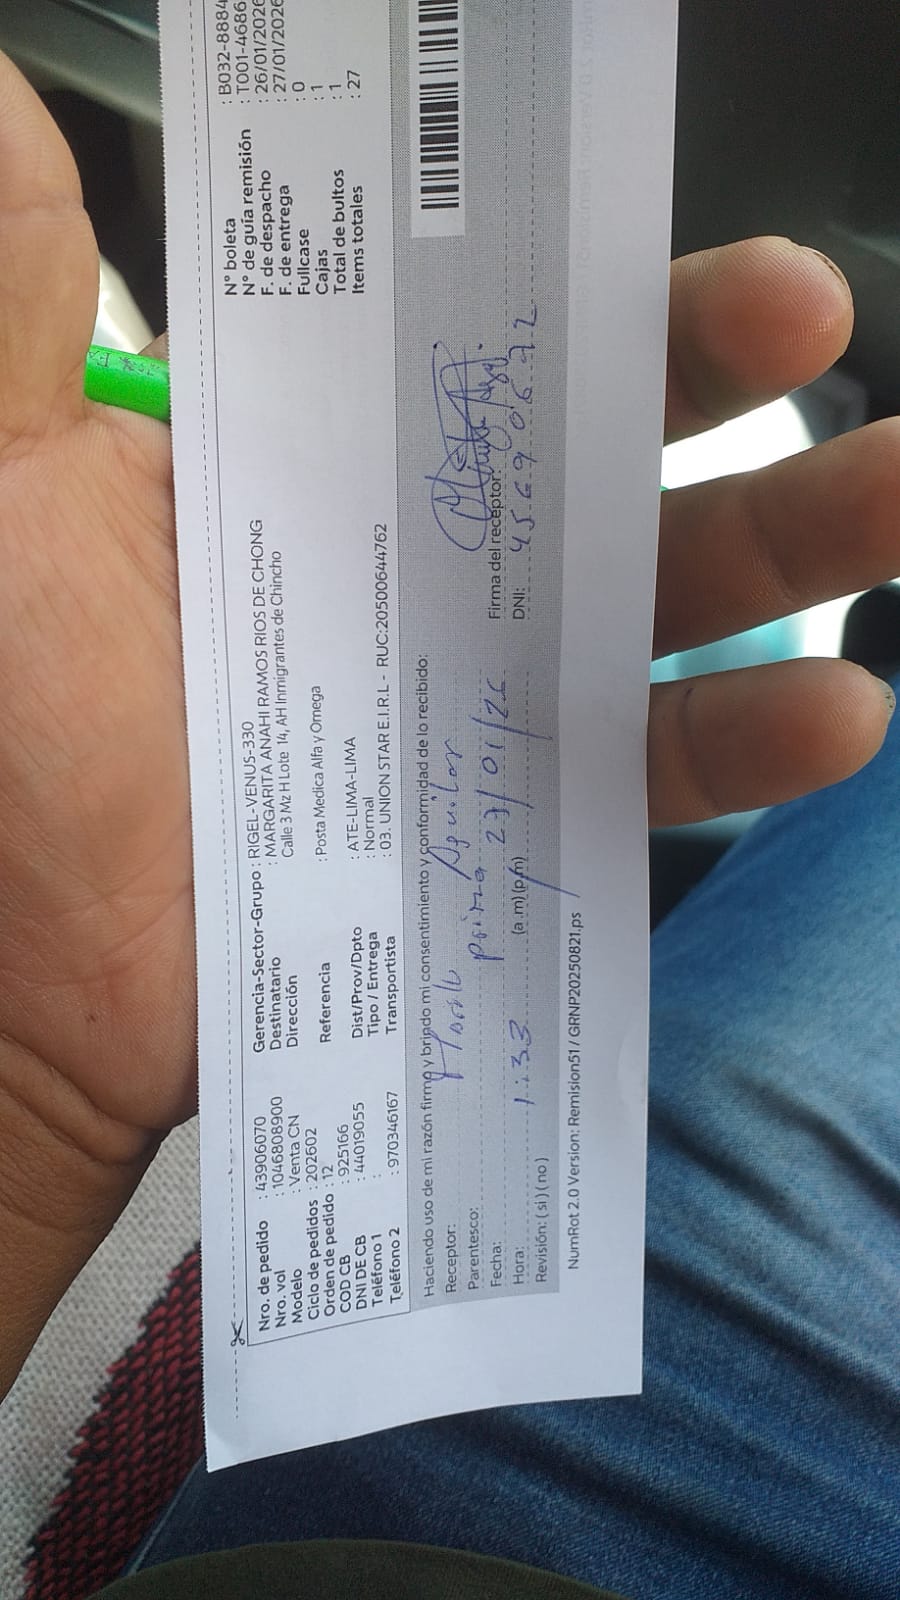 Nro. de pedido : 43906070
Nro. vol : 1046808900
Modelo : Venta CN
Ciclo de pedidos : 202602
Orden de pedido : 12
COD CB : 925166
DNI DE CB : 44019055
Teléfono 1 :
Teléfono 2 : 970346167
Gerencia-Sector-Grupo : RIGEL-VENUS-330
Destinatario : MARGARITA ANAHI RAMOS RIOS DE CHONG
Dirección Calle 3 Mz H Lote 14, AH Inmigrantes de Chincho
Referencia : Posta Medica Alfa y Omega
Dist/Prov/Dpto : ATE-LIMA-LIMA
Tipo / Entrega : Normal
Transportista : 03. UNION STAR E.I.R.L - RUC:20500644762
N° boleta : B032-8884
N° de guía remisión : T001-4686
F. de despacho : 26/01/2026
F. de entrega : 27/01/2026
Fullcase : 0
Cajas : 1
Total de bultos : 1
Items totales : 27
Haciendo uso de mi razón firmo y brindo mi consentimiento y conformidad de lo recibido:
Receptor: Aguilar
Parentesco: prima
Fecha: 27/01/26
Firma del receptor:
Hora: 1:33 (a.m) (p.m)
DNI: 45690692
Revisión: ( si ) ( no )
NumRot 2.0 Version: Remision51 / GRNP20250821.ps